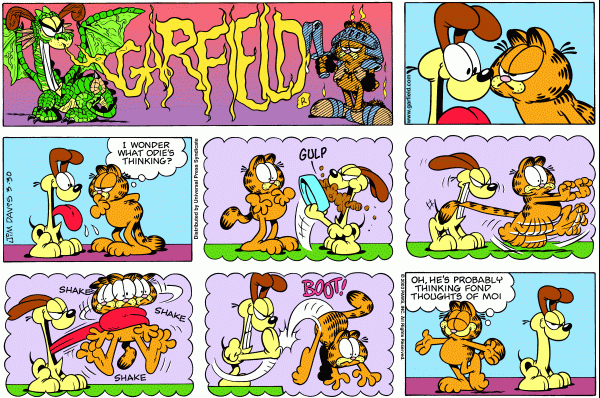 GARFIELD
www.garfield.com
JIM DAVIS 3-30
I WONDER
WHAT ODIE'S
THINKING?
Distributed by Universal Press Syndicate
GULP
SHAKE
SHAKE
SHAKE
BOOT!
OH, HE'S PROBABLY
THINKING FOND
THOUGHTS OF MOI